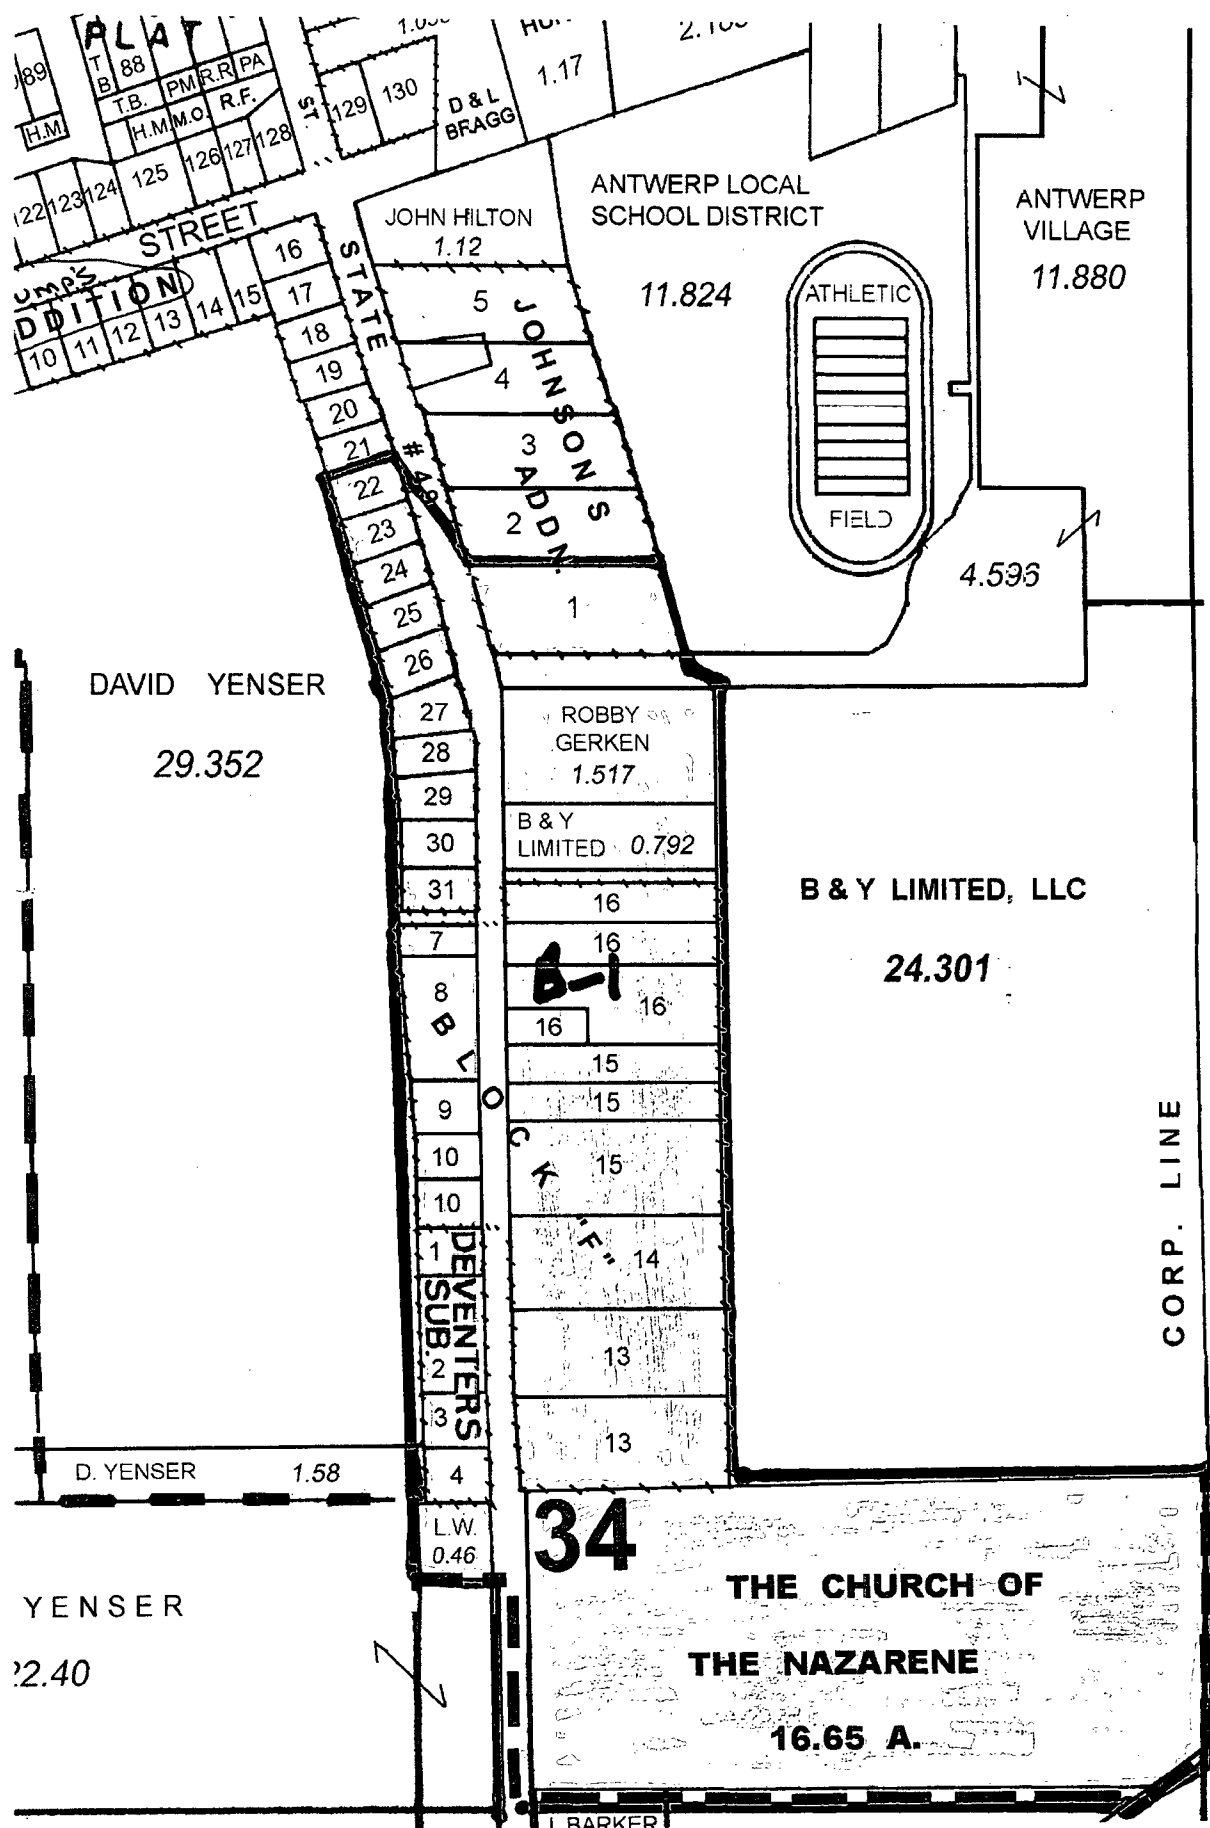 PLAT
89
T
B
88
PM
R.R.
PA
T.B.
R.F.
H.M.
H.M.
M.O.
ST.
129
130
D & L
BRAGG
1.17
122
123
124
125
126
127
128
STREET
STATE
JOHN HILTON
1.12
ANTWERP LOCAL
SCHOOL DISTRICT
11.824
ANTWERP
VILLAGE
11.880
ATHLETIC
FIELD
4.596
UMP'S
DDITION
10
11
12
13
14
15
16
17
18
19
20
21
22
23
24
25
26
27
28
29
30
31
# 49
JOHNSON'S
ADDN.
5
4
3
2
1
DAVID YENSER
29.352
ROBBY
GERKEN
1.517
B & Y
LIMITED 0.792
B & Y LIMITED, LLC
24.301
16
16
B-1
16
16
15
15
15
14
13
13
7
8
9
10
10
BLOCK "F"
DEVENTERS
SUB.
1
2
3
4
CORP. LINE
D. YENSER 1.58
L.W.
0.46
34
THE CHURCH OF
THE NAZARENE
16.65 A.
YENSER
22.40
BARKER